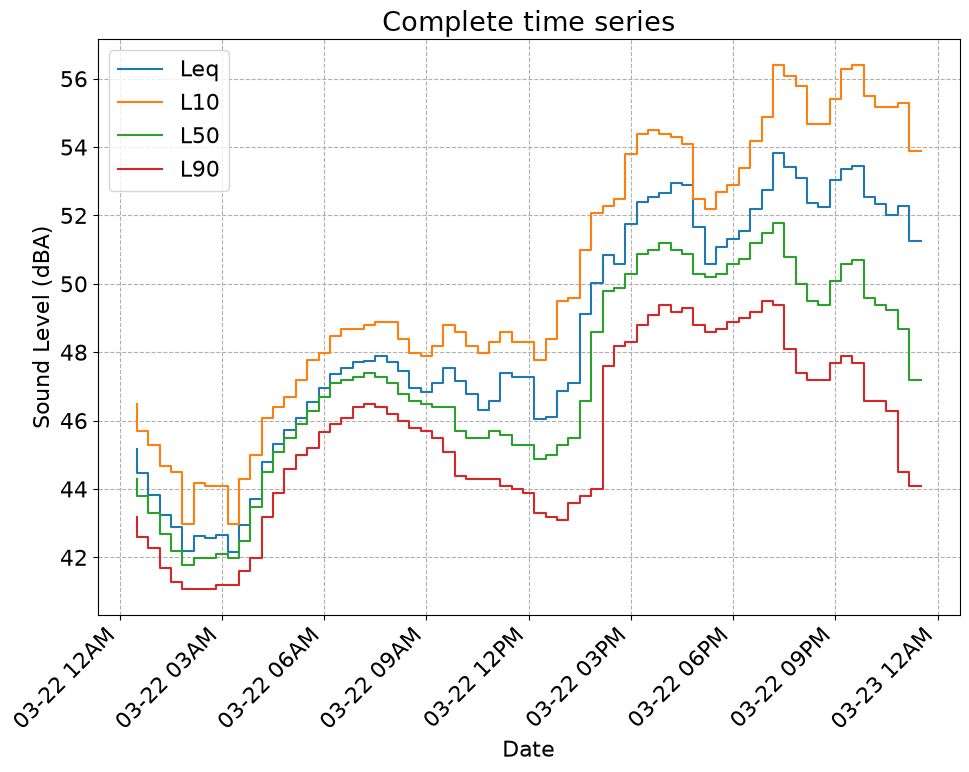 Complete time series
Leq
L10
L50
L90
56
54
52
50
48
46
44
42
Sound Level (dBA)
03-22 12AM
03-22 03AM
03-22 06AM
03-22 09AM
03-22 12PM
03-22 03PM
03-22 06PM
03-22 09PM
03-23 12AM
Date